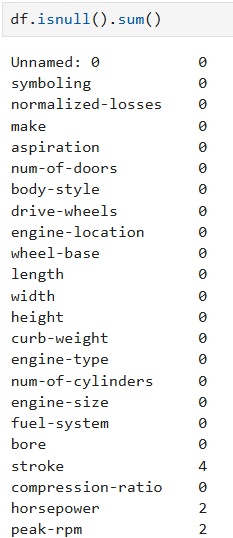 df.isnull().sum()
Unnamed: 0 0
symboling 0
normalized-losses 0
make 0
aspiration 0
num-of-doors 0
body-style 0
drive-wheels 0
engine-location 0
wheel-base 0
length 0
width 0
height 0
curb-weight 0
engine-type 0
num-of-cylinders 0
engine-size 0
fuel-system 0
bore 0
stroke 4
compression-ratio 0
horsepower 2
peak-rpm 2